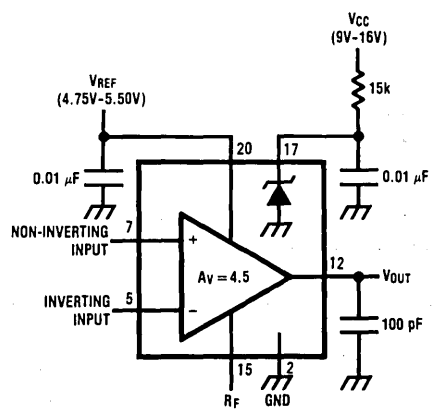 VCC
(9V–16V)
15k
VREF
(4.75V–5.50V)
20
17
0.01 µF
0.01 µF
NON-INVERTING
INPUT
7
+
AV = 4.5
12
VOUT
INVERTING
INPUT
5
–
100 pF
15
2
RF
GND